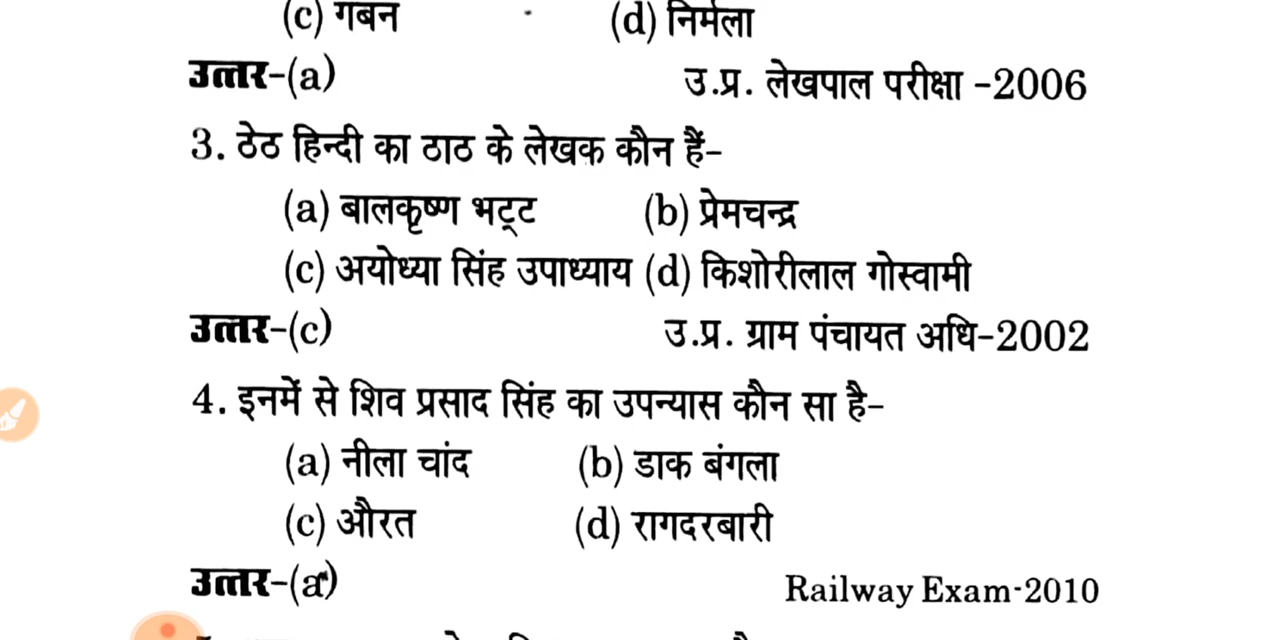 (c) गबन (d) निर्मला
उत्तर-(a) उ.प्र. लेखपाल परीक्षा -2006
3. ठेठ हिन्दी का ठाठ के लेखक कौन हैं-
(a) बालकृष्ण भट्ट (b) प्रेमचन्द्र
(c) अयोध्या सिंह उपाध्याय (d) किशोरीलाल गोस्वामी
उत्तर-(c) उ.प्र. ग्राम पंचायत अधि-2002
4. इनमें से शिव प्रसाद सिंह का उपन्यास कौन सा है-
(a) नीला चांद (b) डाक बंगला
(c) औरत (d) रागदरबारी
उत्तर-(a) Railway Exam-2010